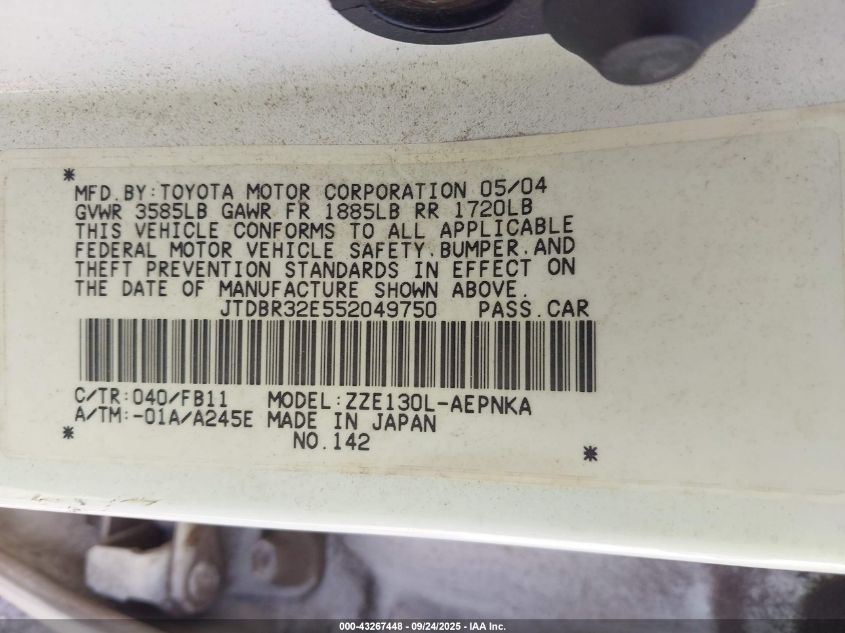 *
MFD.BY:TOYOTA MOTOR CORPORATION 05/04
GVWR 3585LB GAWR FR 1885LB RR 1720LB
THIS VEHICLE CONFORMS TO ALL APPLICABLE
FEDERAL MOTOR VEHICLE SAFETY,BUMPER,AND
THEFT PREVENTION STANDARDS IN EFFECT ON
THE DATE OF MANUFACTURE SHOWN ABOVE.
JTDBR32E552049750 PASS.CAR
C/TR:040/FB11 MODEL:ZZE130L-AEPNKA
A/TM:-01A/A245E MADE IN JAPAN
* NO.142 *
000-43267448 - 09/24/2025 - IAA Inc.